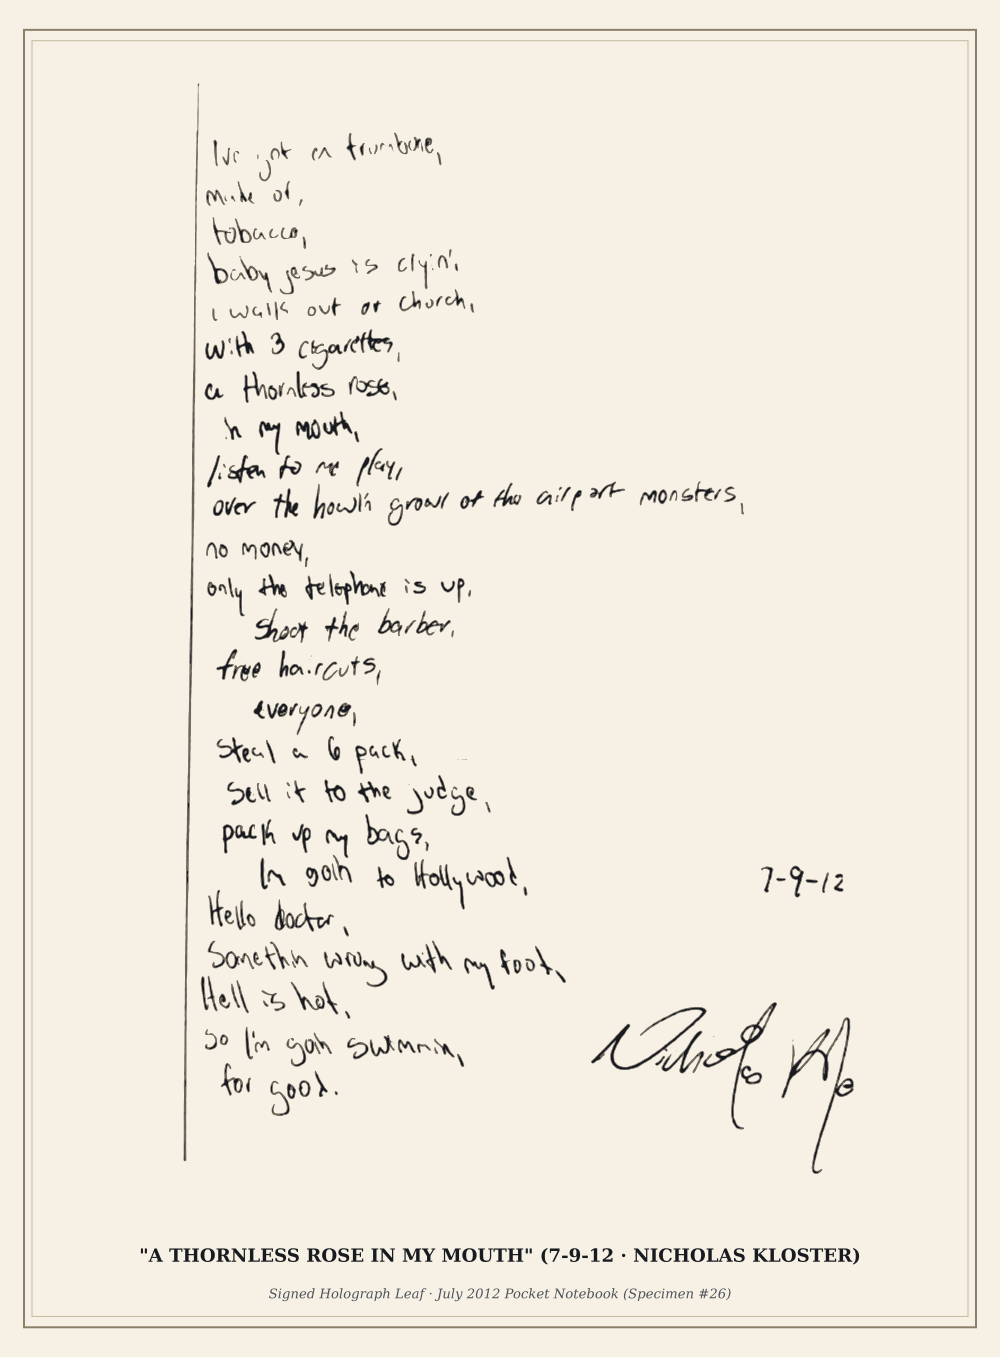 Ive got a trombone,
made of,
tobacco,
baby jesus is cryin',
i walk out of church,
with 3 cigarettes,
a thornless rose,
in my mouth,
listen to me play,
over the howlin growl of the airport monsters,
no money,
only the telephone is up,
shoot the barber,
free haircuts,
everyone,
Steal a 6 pack,
Sell it to the judge,
pack up my bags,
Im goin to Hollywood,
7-9-12
Hello doctor,
Somethin wrong with my foot,
Hell is hot,
so I'm goin swimmin,
for good.
"A THORNLESS ROSE IN MY MOUTH" (7-9-12 · NICHOLAS KLOSTER)
Signed Holograph Leaf · July 2012 Pocket Notebook (Specimen #26)